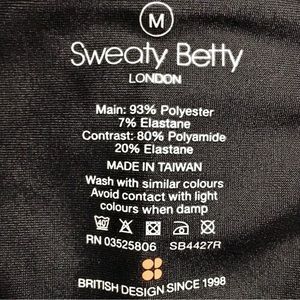 M
Sweaty Betty
LONDON
Main: 93% Polyester
7% Elastane
Contrast: 80% Polyamide
20% Elastane
MADE IN TAIWAN
Wash with similar colours
Avoid contact with light
colours when damp
40
RN 03525806 SB4427R
BRITISH DESIGN SINCE 1998